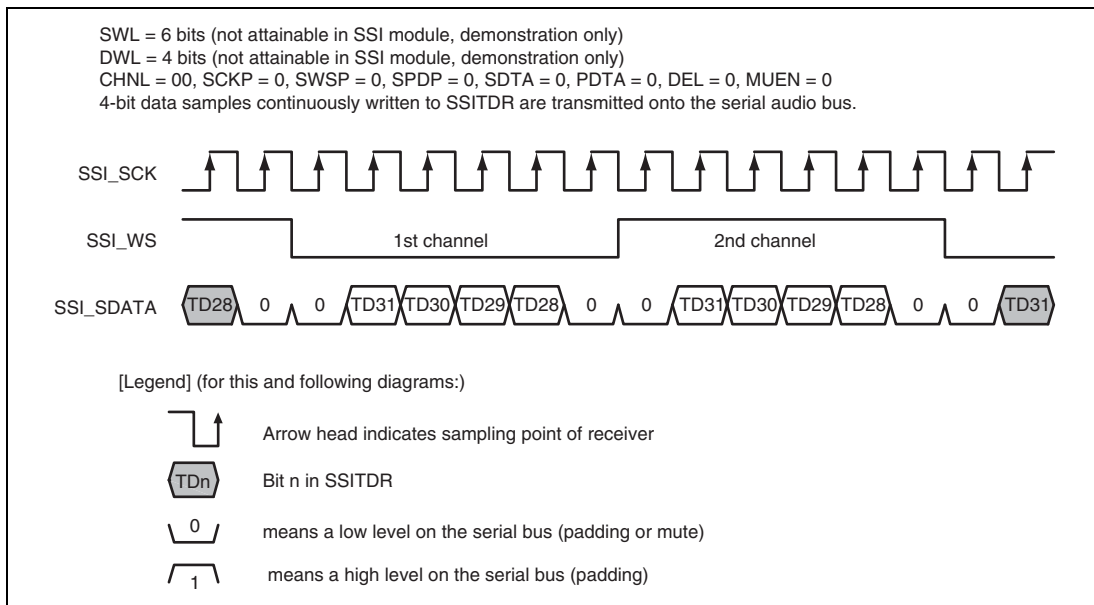 SWL = 6 bits (not attainable in SSI module, demonstration only)
DWL = 4 bits (not attainable in SSI module, demonstration only)
CHNL = 00, SCKP = 0, SWSP = 0, SPDP = 0, SDTA = 0, PDTA = 0, DEL = 0, MUEN = 0
4-bit data samples continuously written to SSITDR are transmitted onto the serial audio bus.
SSI_SCK
SSI_WS 1st channel 2nd channel
SSI_SDATA TD28 0 0 TD31 TD30 TD29 TD28 0 0 TD31 TD30 TD29 TD28 0 0 TD31
[Legend] (for this and following diagrams:)
Arrow head indicates sampling point of receiver
TDn Bit n in SSITDR
0 means a low level on the serial bus (padding or mute)
1 means a high level on the serial bus (padding)